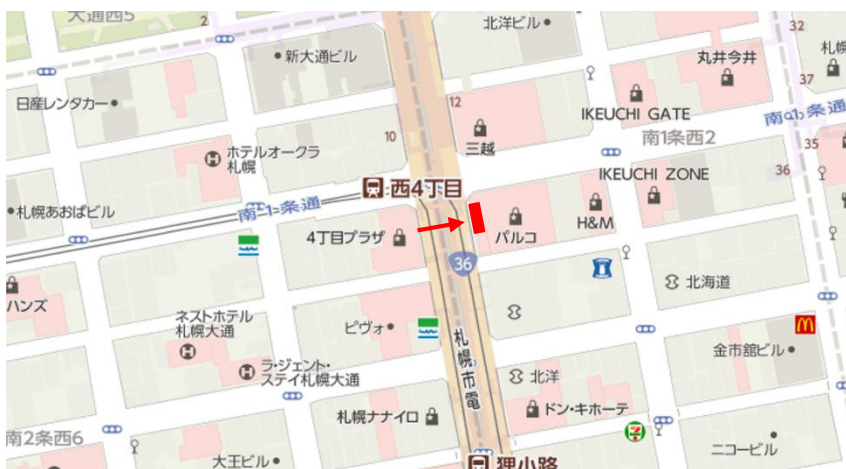 大通西5
2
北洋ビル
32
新大通ビル
丸井今井
札幌
37
日産レンタカー
12
10
三越
IKEUCHI GATE
南1条西2
南1条通
35
ホテルオークラ
札幌
西4丁目
IKEUCHI ZONE
36
札幌あおばビル
南1条通
4丁目プラザ
パルコ
H&M
36
北海道
ハンズ
ネストホテル
札幌大通
ピヴォ
札幌市電
金市舘ビル
ラ・ジェント・
ステイ札幌大通
北洋
札幌ナナイロ
ドン・キホーテ
南2条西6
大王ビル
狸小路
7
ニコービル